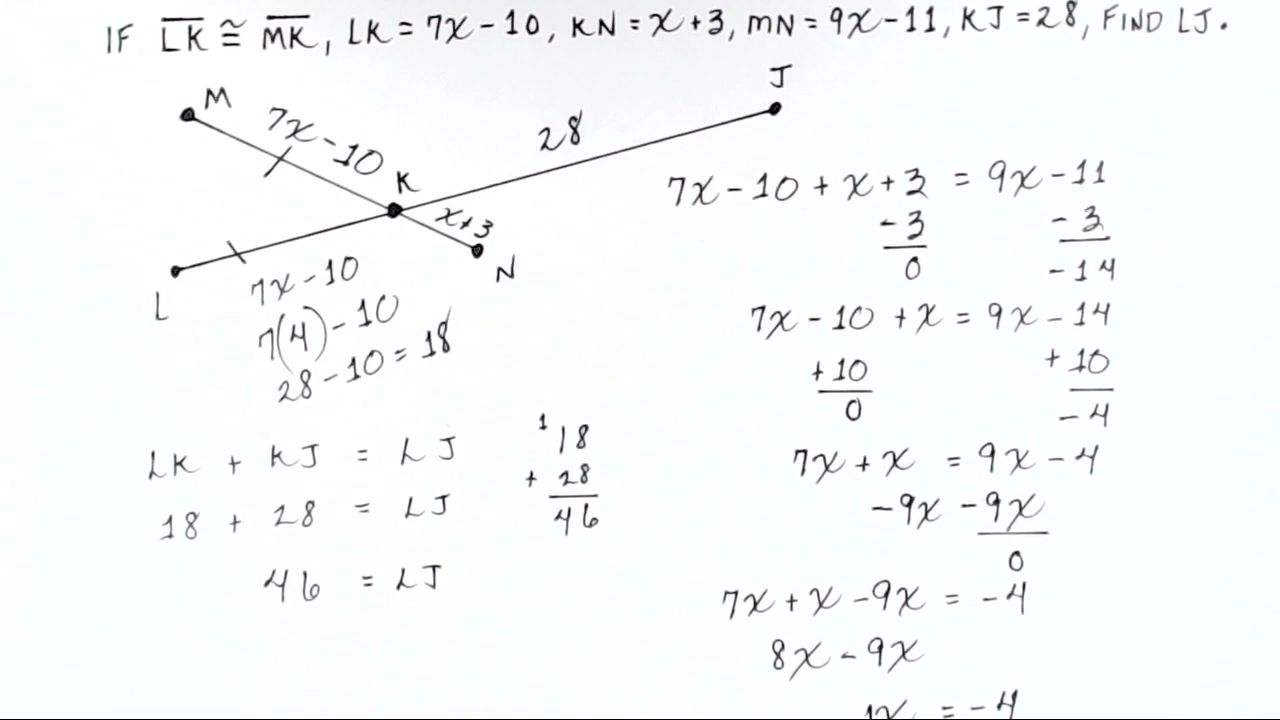 IF LK ≅ MK, LK = 7x - 10, KN = x + 3, MN = 9x - 11, KJ = 28, FIND LJ.
M
J
7x - 10
28
K
x + 3
L
N
7x - 10
7(4) - 10
28 - 10 = 18
LK + KJ = LJ
18 + 28 = LJ
46 = LJ
1
18
+ 28
46
7x - 10 + x + 3 = 9x - 11
- 3 - 3
0 - 14
7x - 10 + x = 9x - 14
+ 10 + 10
0 - 4
7x + x = 9x - 4
- 9x - 9x
0
7x + x - 9x = - 4
8x - 9x
= - 4